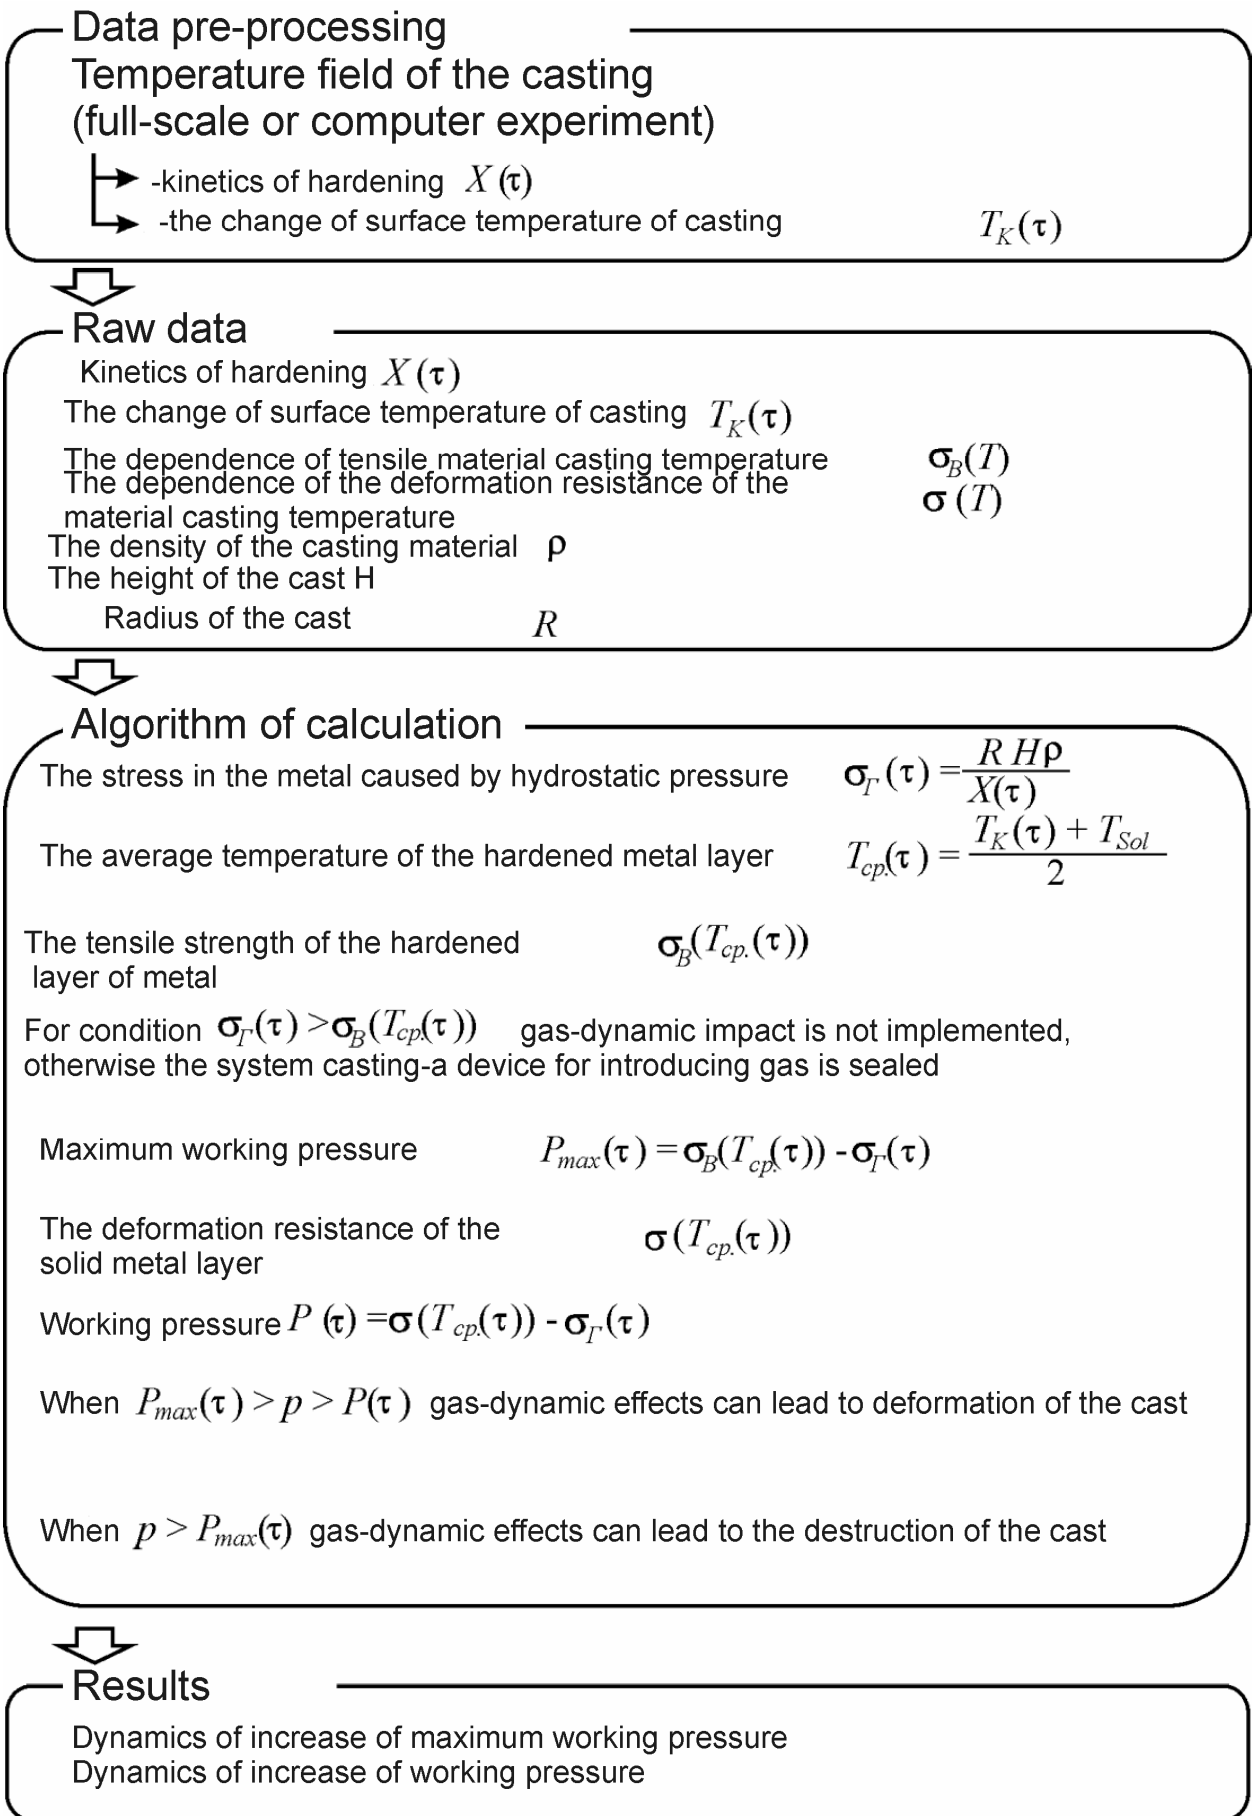 Data pre-processing
Temperature field of the casting
(full-scale or computer experiment)
-kinetics of hardening X(τ)
-the change of surface temperature of casting T_K(τ)
Raw data
Kinetics of hardening X(τ)
The change of surface temperature of casting T_K(τ)
The dependence of tensile material casting temperature σ_B(T)
The dependence of the deformation resistance of the
material casting temperature σ(T)
The density of the casting material ρ
The height of the cast H
Radius of the cast R
Algorithm of calculation
The stress in the metal caused by hydrostatic pressure σ_Г(τ) = R H ρ / X(τ)
The average temperature of the hardened metal layer T_cp.(τ) = T_K(τ) + T_Sol / 2
The tensile strength of the hardened σ_B(T_cp.(τ))
layer of metal
For condition σ_Г(τ) > σ_B(T_cp.(τ)) gas-dynamic impact is not implemented,
otherwise the system casting-a device for introducing gas is sealed
Maximum working pressure P_max(τ) = σ_B(T_cp.(τ)) - σ_Г(τ)
The deformation resistance of the σ(T_cp.(τ))
solid metal layer
Working pressure P (τ) = σ(T_cp.(τ)) - σ_Г(τ)
When P_max(τ) > p > P(τ) gas-dynamic effects can lead to deformation of the cast
When p > P_max(τ) gas-dynamic effects can lead to the destruction of the cast
Results
Dynamics of increase of maximum working pressure
Dynamics of increase of working pressure